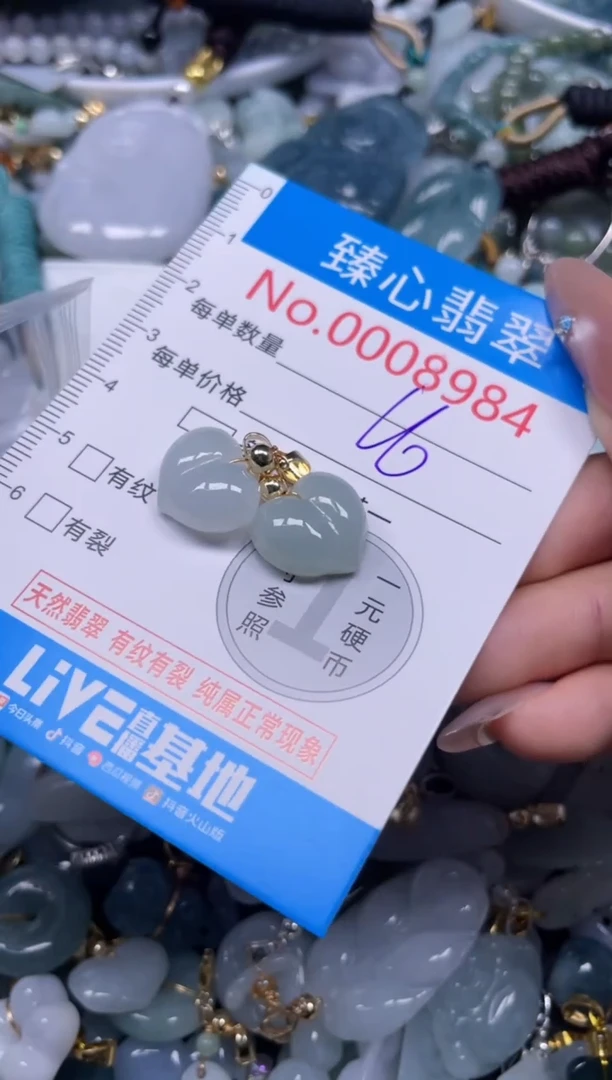 0
1
2
3
4
5
6
臻心翡翠
No.0008984
每单数量
每单价格
有纹
有裂
参照
一元硬币
1
天然翡翠 有纹有裂 纯属正常现象
LiVE直播基地
今日头条 抖音 西瓜视频 抖音火山版